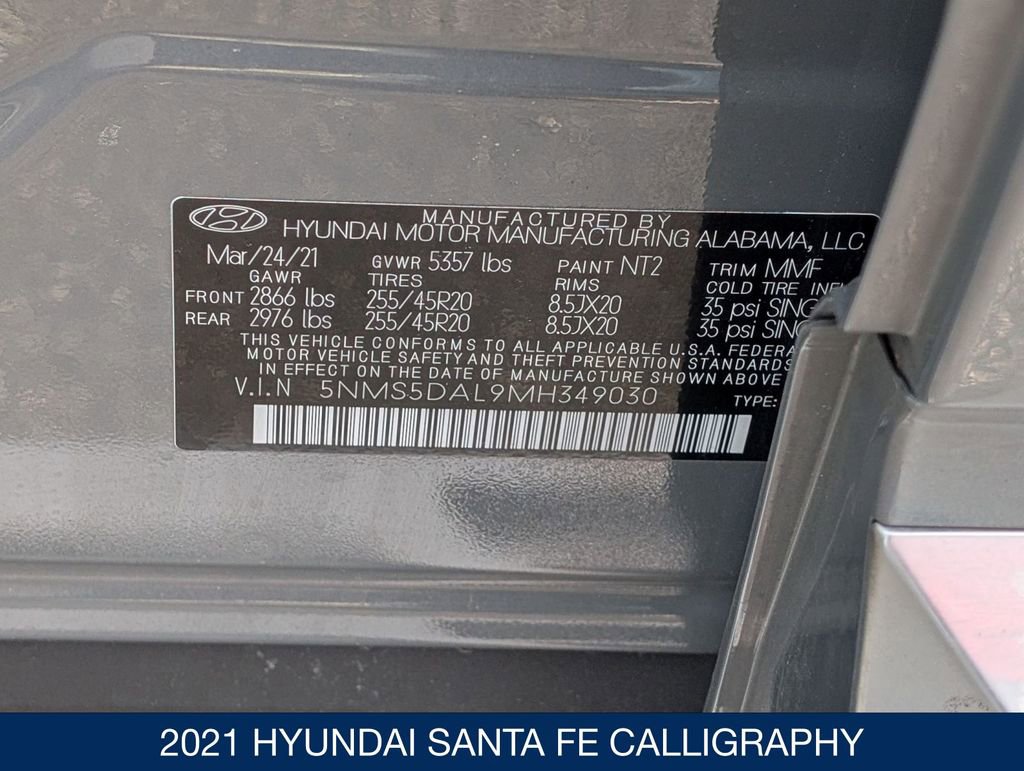 MANUFACTURED BY
HYUNDAI MOTOR MANUFACTURING ALABAMA, LLC
Mar/24/21 GVWR 5357 lbs PAINT NT2 TRIM MMF
GAWR TIRES RIMS COLD TIRE
FRONT 2866 lbs 255/45R20 8.5JX20 35 psi
REAR 2976 lbs 255/45R20 8.5JX20 35 psi
THIS VEHICLE CONFORMS TO ALL APPLICABLE U.S.A.
MOTOR VEHICLE SAFETY AND THEFT PREVENTION STANDARDS
IN EFFECT ON THE DATE OF MANUFACTURE SHOWN ABOVE
V.I.N 5NMS5DAL9MH349030 TYPE:
2021 HYUNDAI SANTA FE CALLIGRAPHY